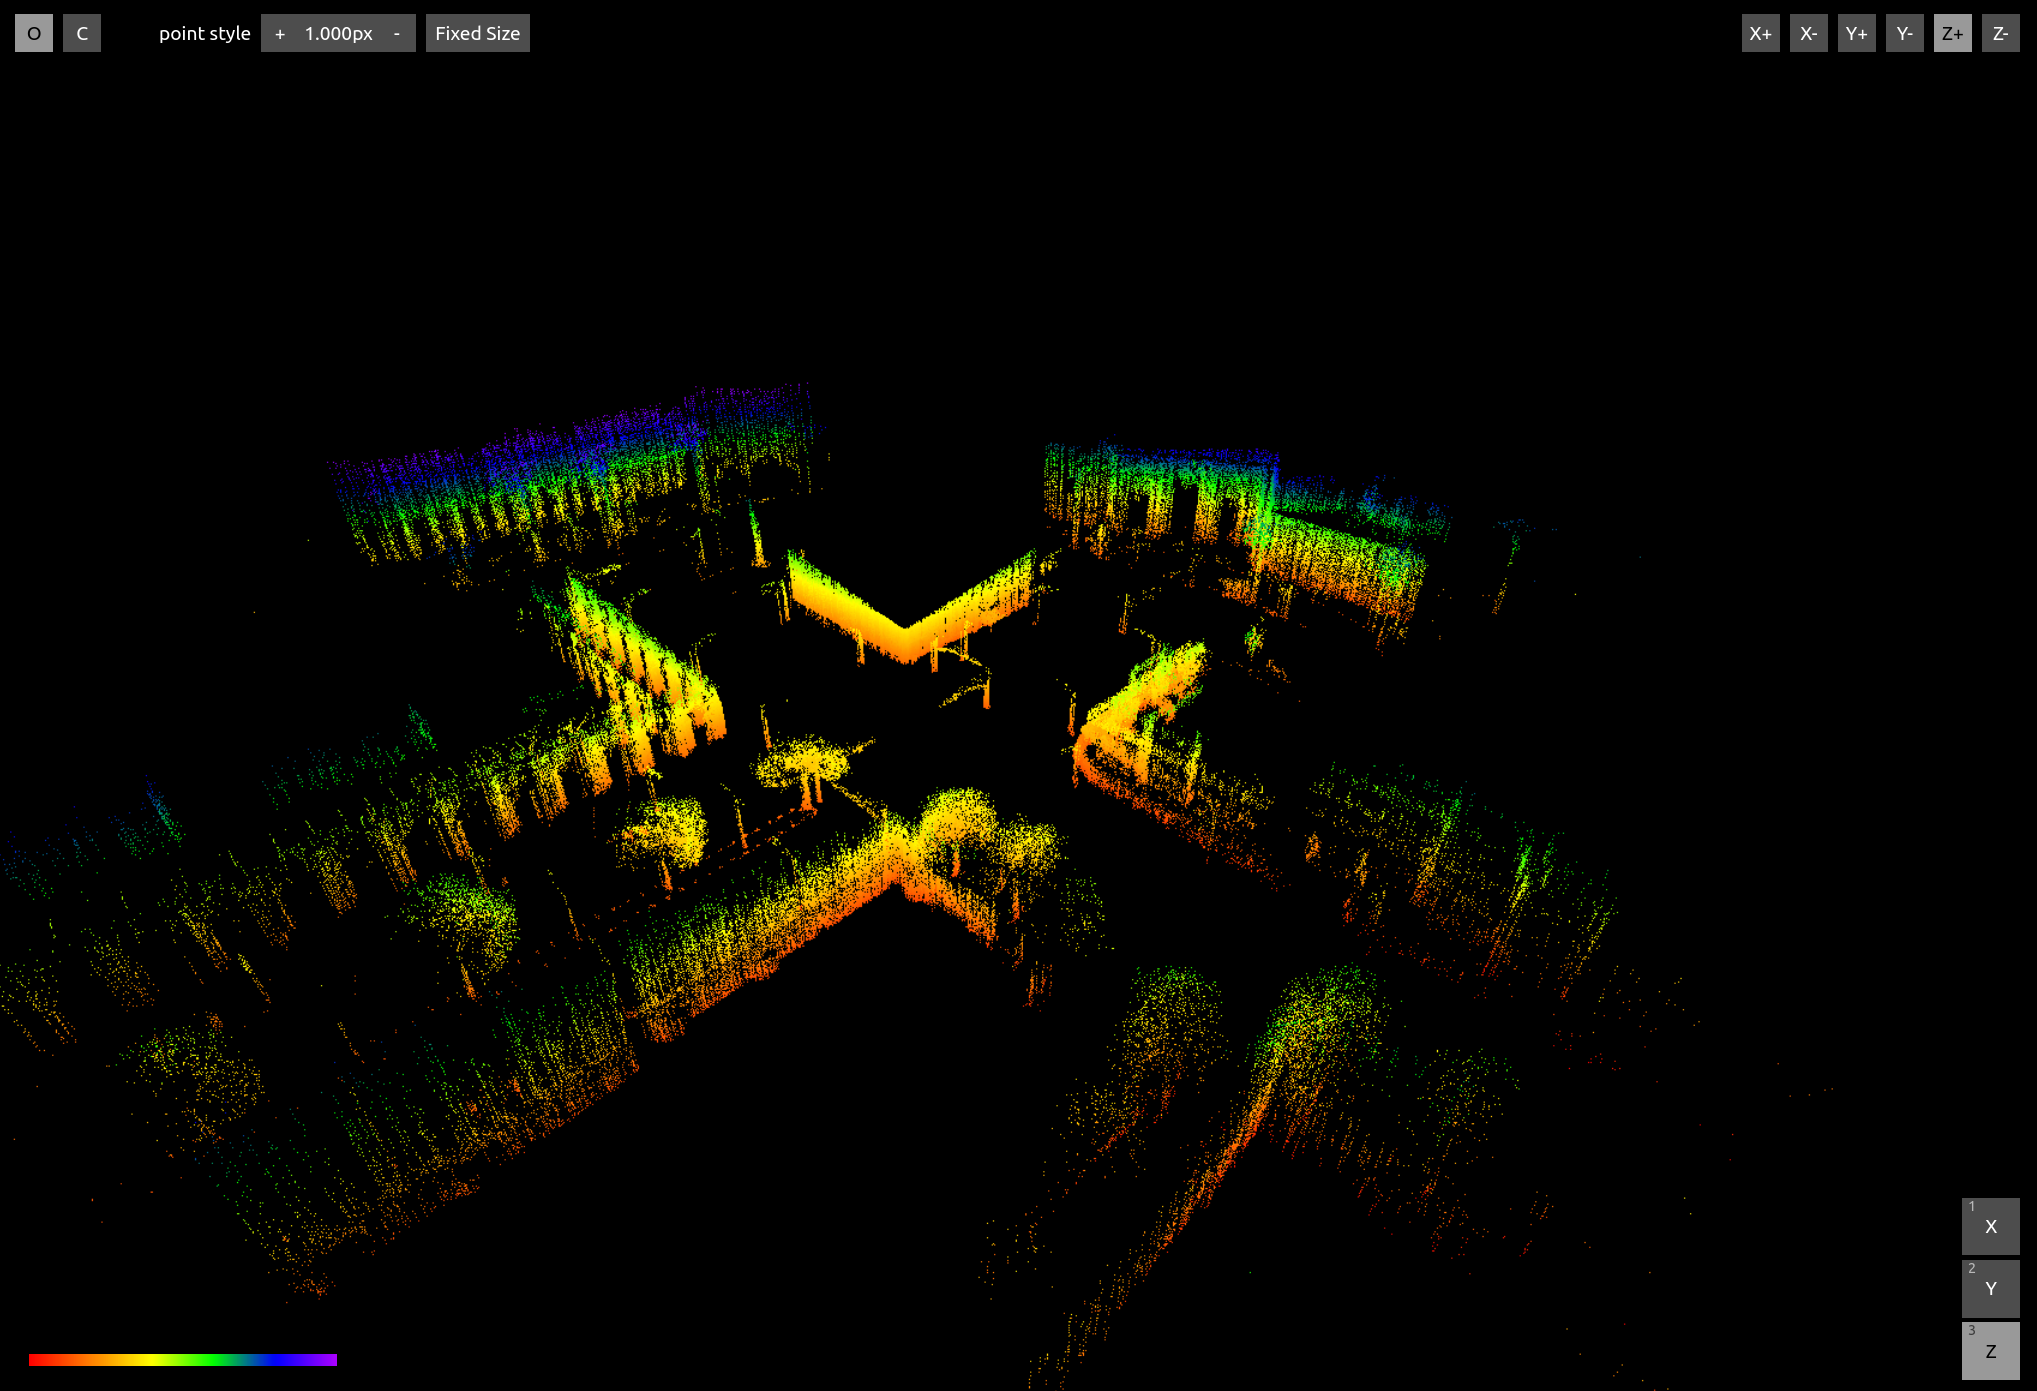 O C point style + 1.000px - Fixed Size X+ X- Y+ Y- Z+ Z-
1
X
2
Y
3
Z